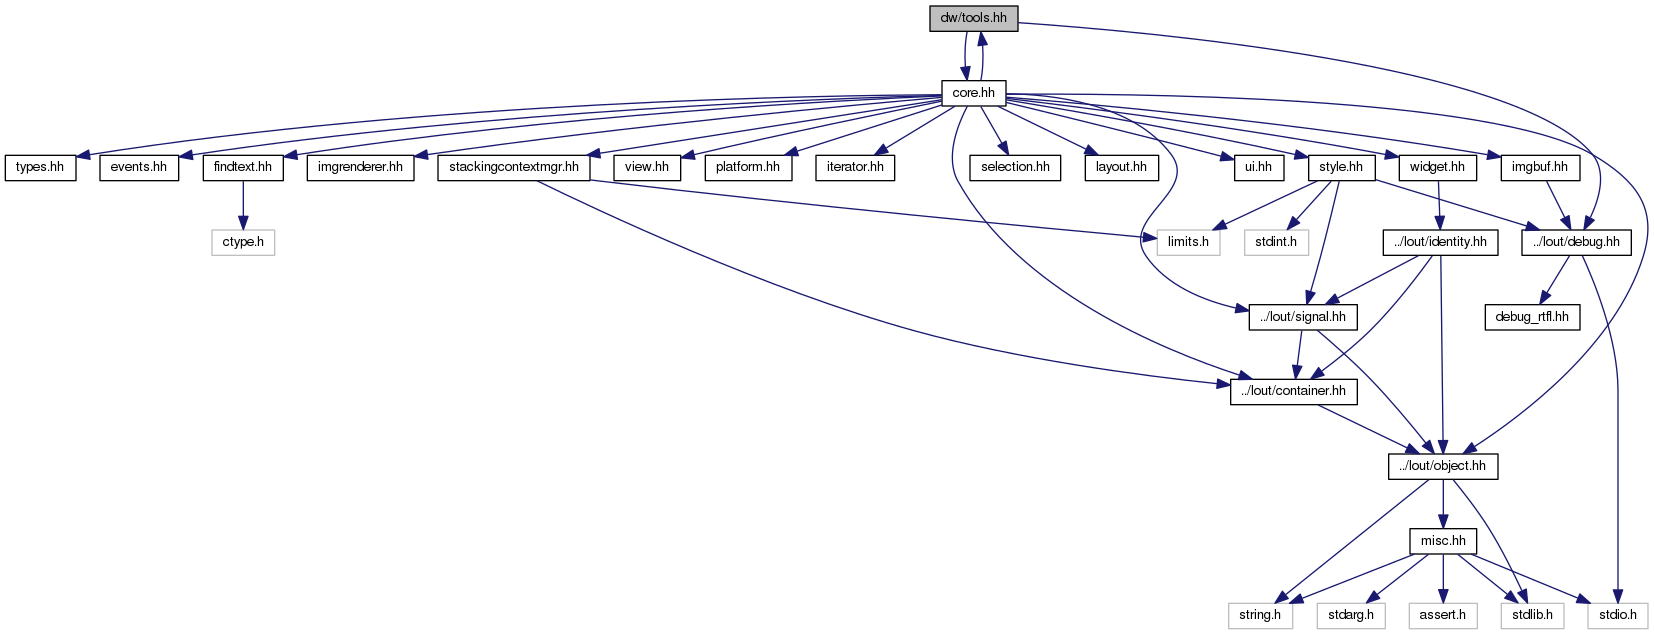 dw/tools.hh
core.hh
types.hh
events.hh
findtext.hh
imgrenderer.hh
stackingcontextmgr.hh
view.hh
platform.hh
iterator.hh
selection.hh
layout.hh
ui.hh
style.hh
widget.hh
imgbuf.hh
ctype.h
limits.h
stdint.h
../lout/identity.hh
../lout/debug.hh
../lout/signal.hh
debug_rtfl.hh
../lout/container.hh
../lout/object.hh
misc.hh
string.h
stdarg.h
assert.h
stdlib.h
stdio.h